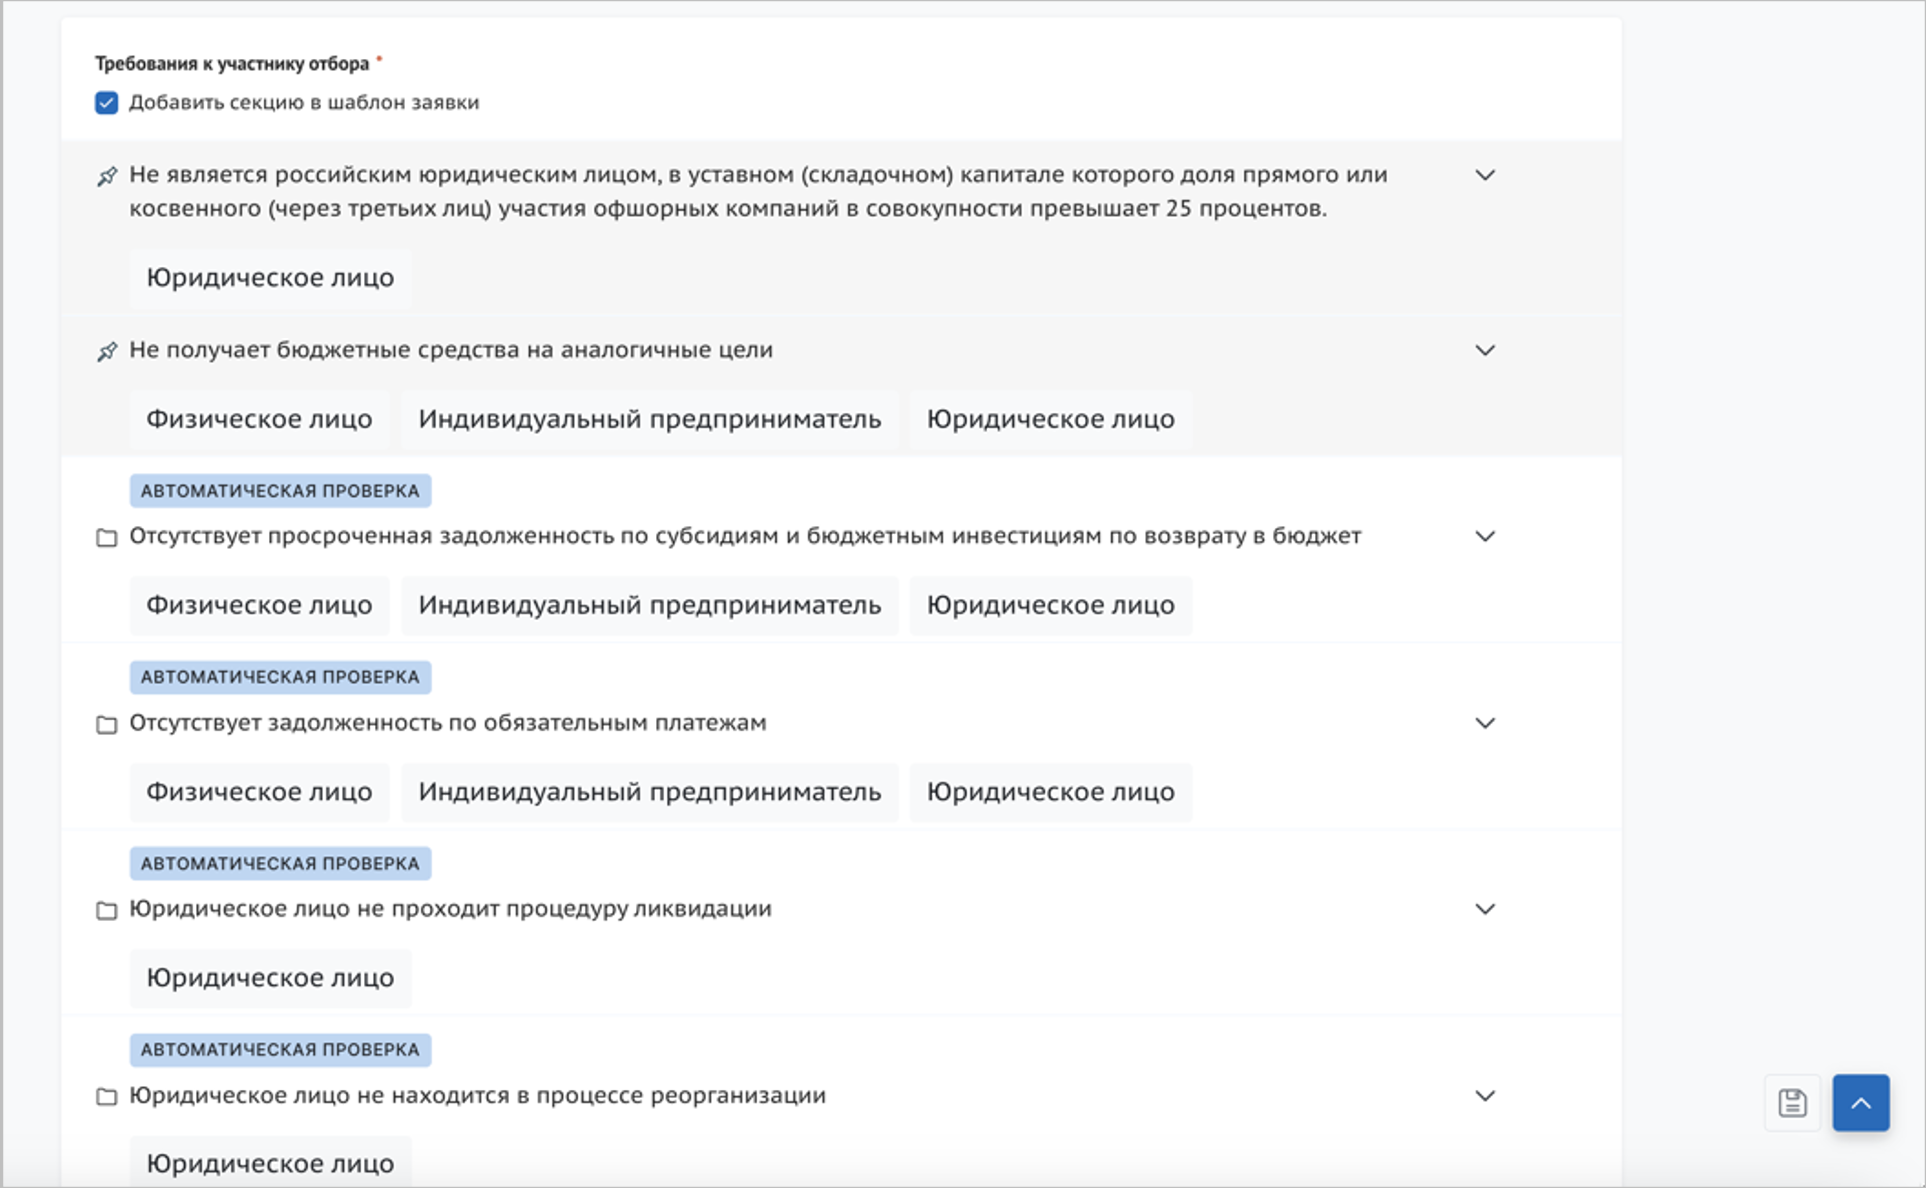 Требования к участнику отбора *
Добавить секцию в шаблон заявки
Не является российским юридическим лицом, в уставном (складочном) капитале которого доля прямого или
косвенного (через третьих лиц) участия офшорных компаний в совокупности превышает 25 процентов.
Юридическое лицо
Не получает бюджетные средства на аналогичные цели
Физическое лицо Индивидуальный предприниматель Юридическое лицо
АВТОМАТИЧЕСКАЯ ПРОВЕРКА
Отсутствует просроченная задолженность по субсидиям и бюджетным инвестициям по возврату в бюджет
Физическое лицо Индивидуальный предприниматель Юридическое лицо
АВТОМАТИЧЕСКАЯ ПРОВЕРКА
Отсутствует задолженность по обязательным платежам
Физическое лицо Индивидуальный предприниматель Юридическое лицо
АВТОМАТИЧЕСКАЯ ПРОВЕРКА
Юридическое лицо не проходит процедуру ликвидации
Юридическое лицо
АВТОМАТИЧЕСКАЯ ПРОВЕРКА
Юридическое лицо не находится в процессе реорганизации
Юридическое лицо